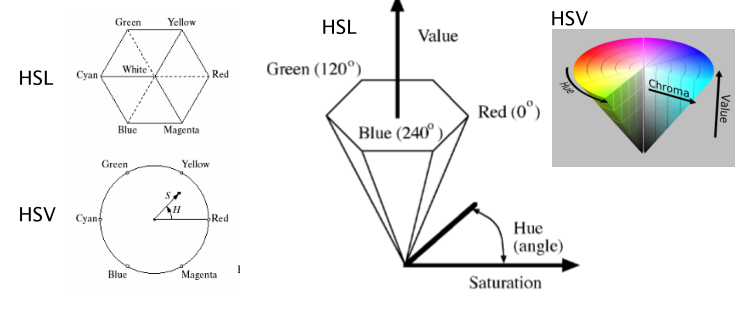 HSL
Green
Yellow
Cyan
White
Red
Blue
Magenta
HSV
Green
Yellow
Cyan
S
H
Red
Blue
Magenta
HSL
Value
Green (120°)
Red (0°)
Blue (240°)
Hue
(angle)
Saturation
HSV
Hue
Chroma
Value